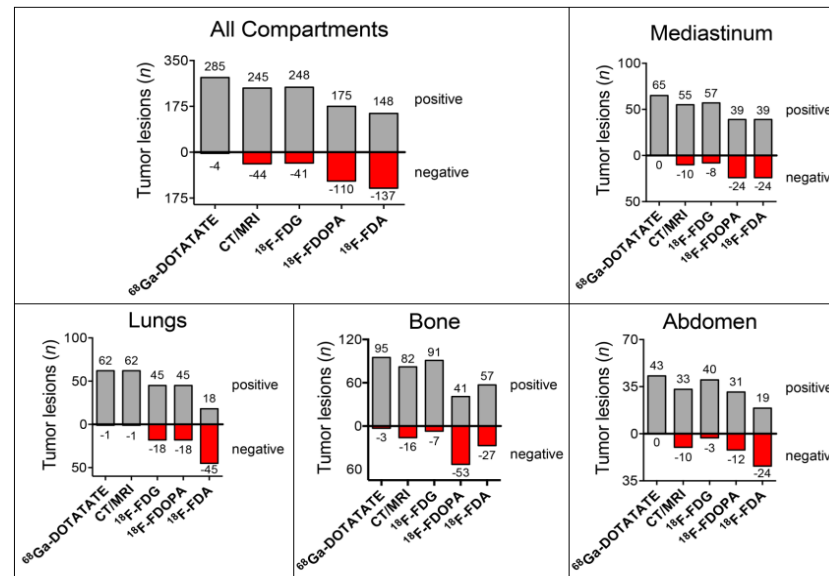 All Compartments
Tumor lesions (n)
350
175
0
175
285
245
248
175
148
-4
-44
-41
-110
-137
positive
negative
⁶⁸Ga-DOTATATE
CT/MRI
¹⁸F-FDG
¹⁸F-FDOPA
¹⁸F-FDA
Mediastinum
Tumor lesions (n)
100
50
0
50
65
55
57
39
39
0
-10
-8
-24
-24
positive
negative
⁶⁸Ga-DOTATATE
CT/MRI
¹⁸F-FDG
¹⁸F-FDOPA
¹⁸F-FDA
Lungs
Tumor lesions (n)
100
50
0
50
62
62
45
45
18
-1
-1
-18
-18
-45
positive
negative
⁶⁸Ga-DOTATATE
CT/MRI
¹⁸F-FDG
¹⁸F-FDOPA
¹⁸F-FDA
Bone
Tumor lesions (n)
120
60
0
60
95
82
91
41
57
-3
-16
-7
-53
-27
positive
negative
⁶⁸Ga-DOTATATE
CT/MRI
¹⁸F-FDG
¹⁸F-FDOPA
¹⁸F-FDA
Abdomen
Tumor lesions (n)
70
35
0
35
43
33
40
31
19
0
-10
-3
-12
-24
positive
negative
⁶⁸Ga-DOTATATE
CT/MRI
¹⁸F-FDG
¹⁸F-FDOPA
¹⁸F-FDA